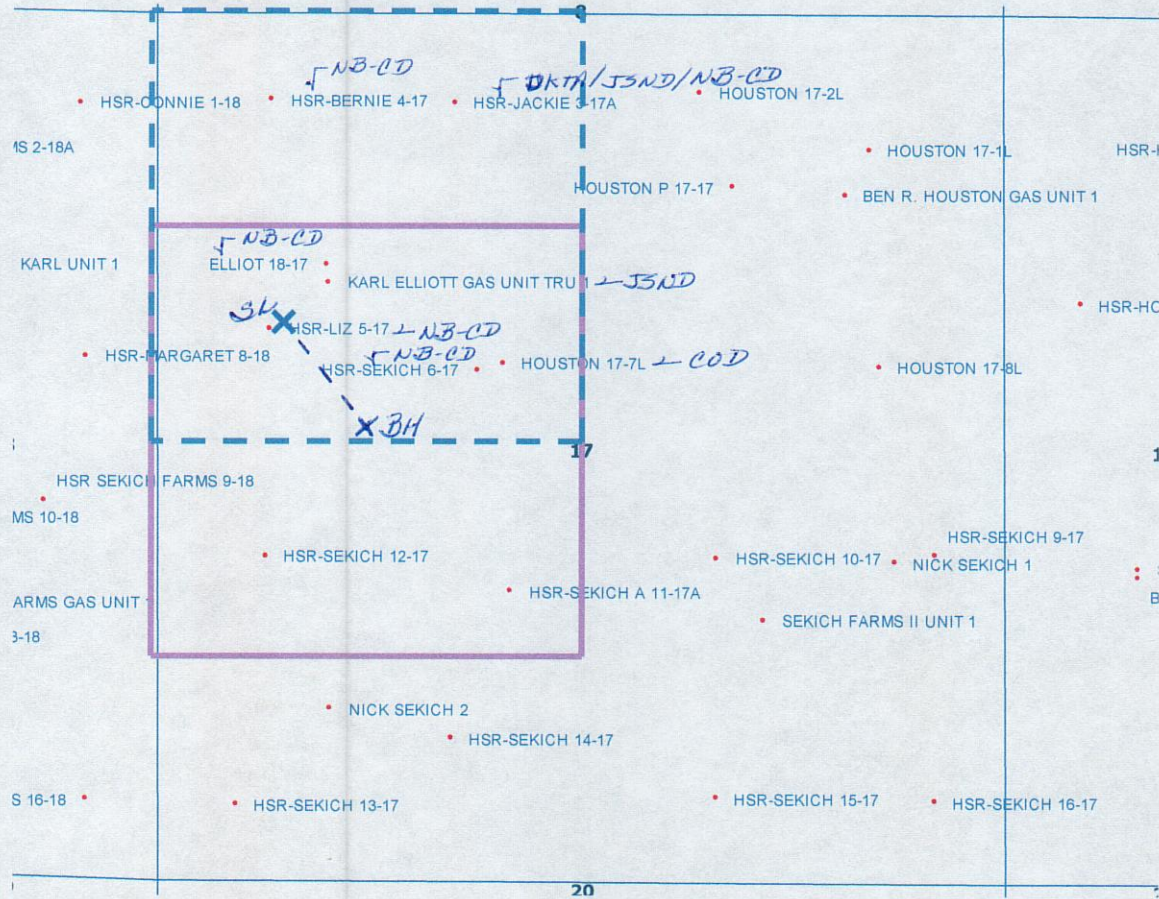 NB-CD
DKTA/JSND/NB-CD
HSR-CONNIE 1-18
HSR-BERNIE 4-17
HSR-JACKIE 3-17A
HOUSTON 17-2L
MS 2-18A
HOUSTON 17-1L
HSR-H
HOUSTON P 17-17
BEN R. HOUSTON GAS UNIT 1
NB-CD
KARL UNIT 1
ELLIOT 18-17
KARL ELLIOTT GAS UNIT TRU 1 JSND
HSR-HO
SL
HSR-LIZ 5-17 NB-CD
HSR-MARGARET 8-18
NB-CD
HSR-SEKICH 6-17
HOUSTON 17-7L COD
HOUSTON 17-8L
BH
17
HSR SEKICH FARMS 9-18
MS 10-18
HSR-SEKICH 9-17
HSR-SEKICH 12-17
HSR-SEKICH 10-17
NICK SEKICH 1
ARMS GAS UNIT 1
HSR-SEKICH A 11-17A
B
SEKICH FARMS II UNIT 1
3-18
NICK SEKICH 2
HSR-SEKICH 14-17
S 16-18
HSR-SEKICH 13-17
HSR-SEKICH 15-17
HSR-SEKICH 16-17
20